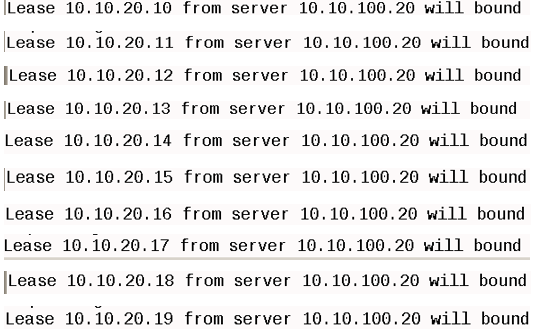 Lease 10.10.20.10 from server 10.10.100.20 will bound
Lease 10.10.20.11 from server 10.10.100.20 will bound
Lease 10.10.20.12 from server 10.10.100.20 will bound
Lease 10.10.20.13 from server 10.10.100.20 will bound
Lease 10.10.20.14 from server 10.10.100.20 will bound
Lease 10.10.20.15 from server 10.10.100.20 will bound
Lease 10.10.20.16 from server 10.10.100.20 will bound
Lease 10.10.20.17 from server 10.10.100.20 will bound
Lease 10.10.20.18 from server 10.10.100.20 will bound
Lease 10.10.20.19 from server 10.10.100.20 will bound